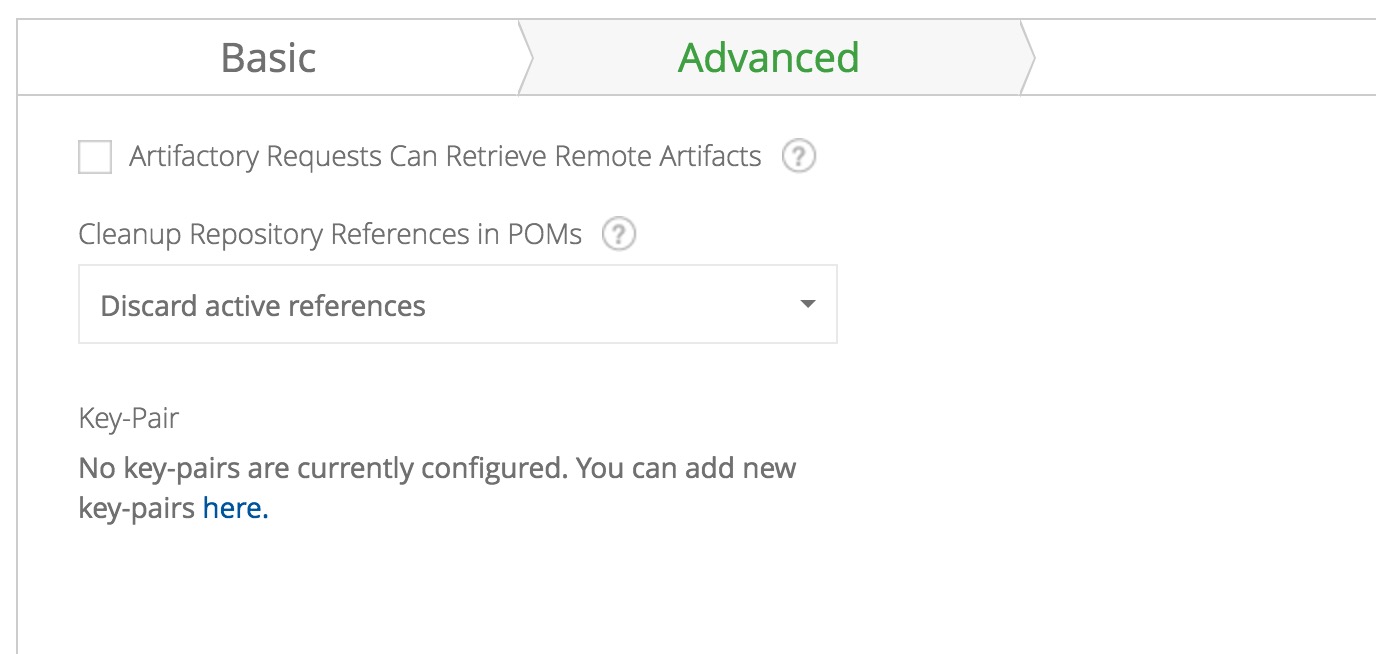 Basic
Advanced
Artifactory Requests Can Retrieve Remote Artifacts ?
Cleanup Repository References in POMs ?
Discard active references
Key-Pair
No key-pairs are currently configured. You can add new
key-pairs here.